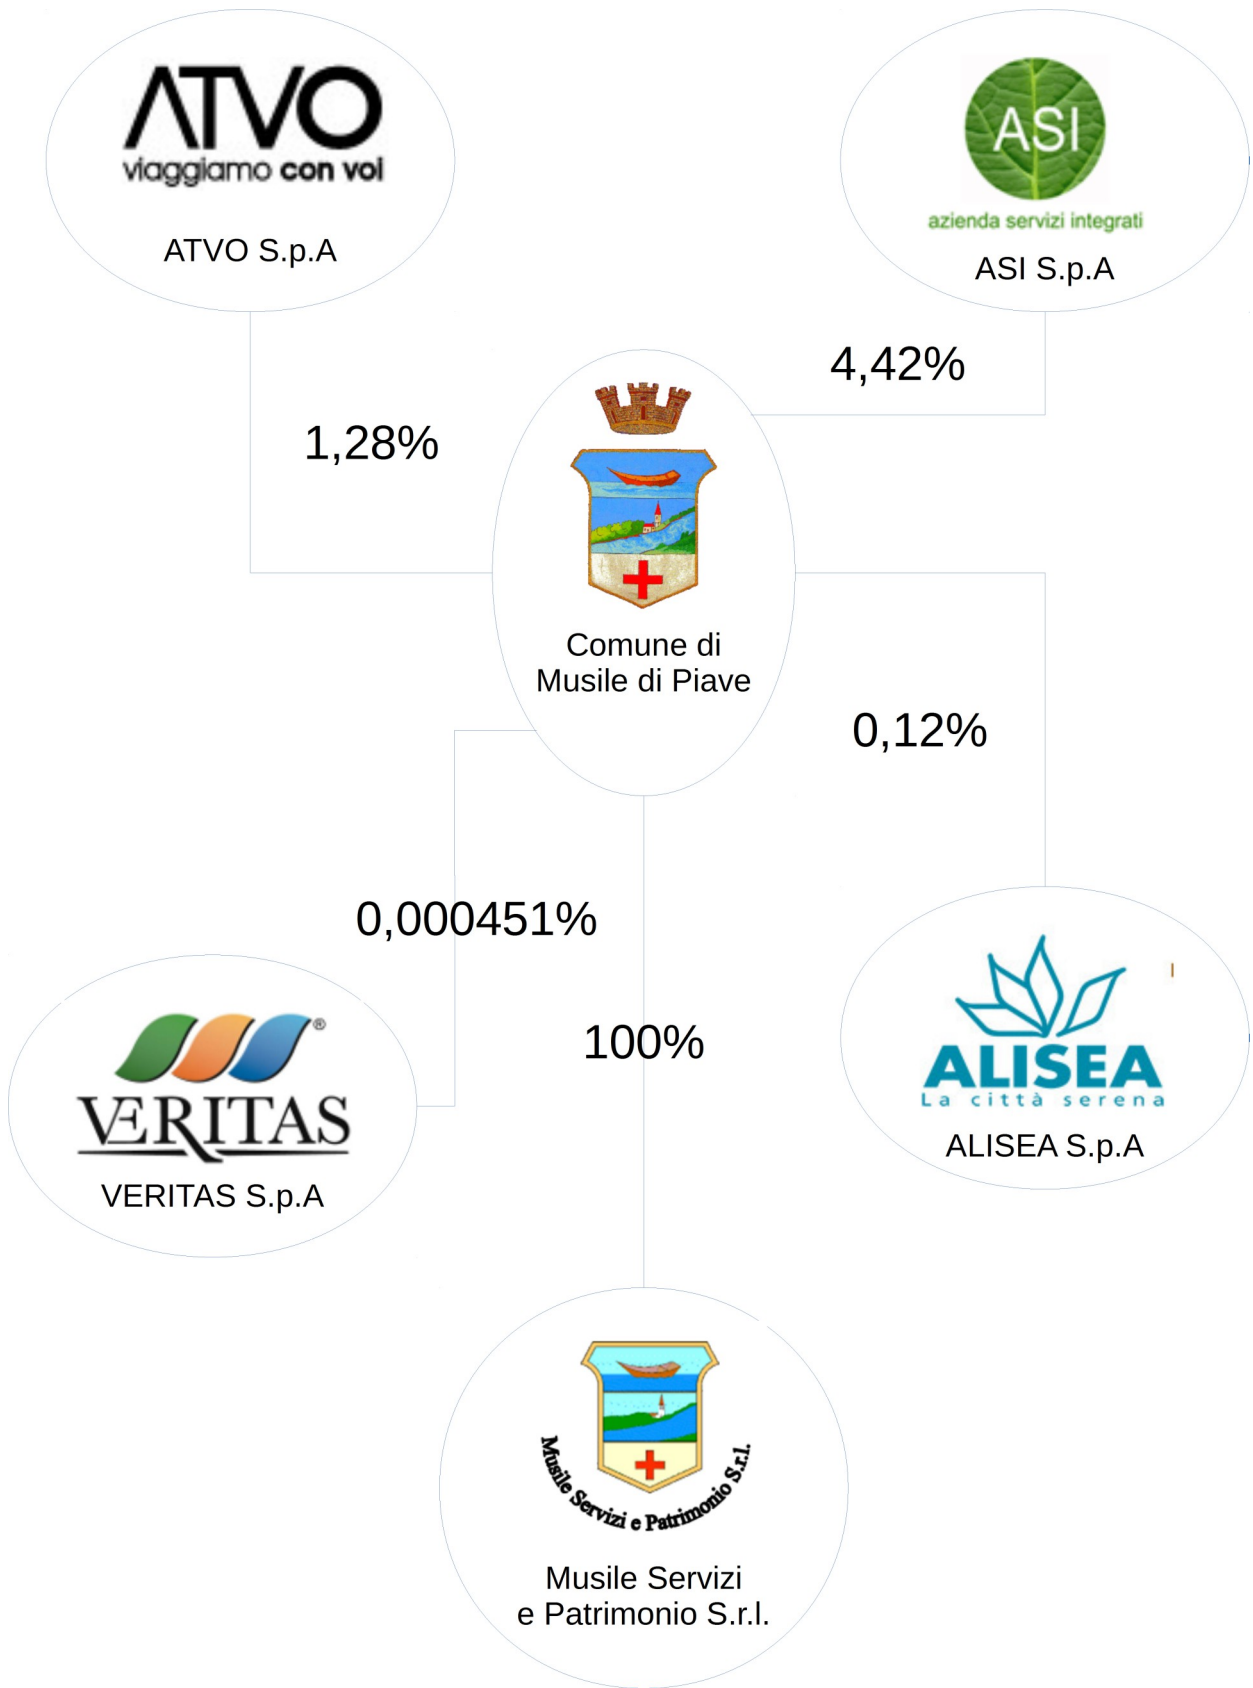 ATVO
viaggiamo con voi
ATVO S.p.A
ASI
azienda servizi integrati
ASI S.p.A
4,42%
1,28%
Comune di
Musile di Piave
0,12%
0,000451%
VERITAS®
VERITAS S.p.A
100%
ALISEA
La città serena
ALISEA S.p.A
Musile Servizi e Patrimonio S.r.l.
Musile Servizi
e Patrimonio S.r.l.